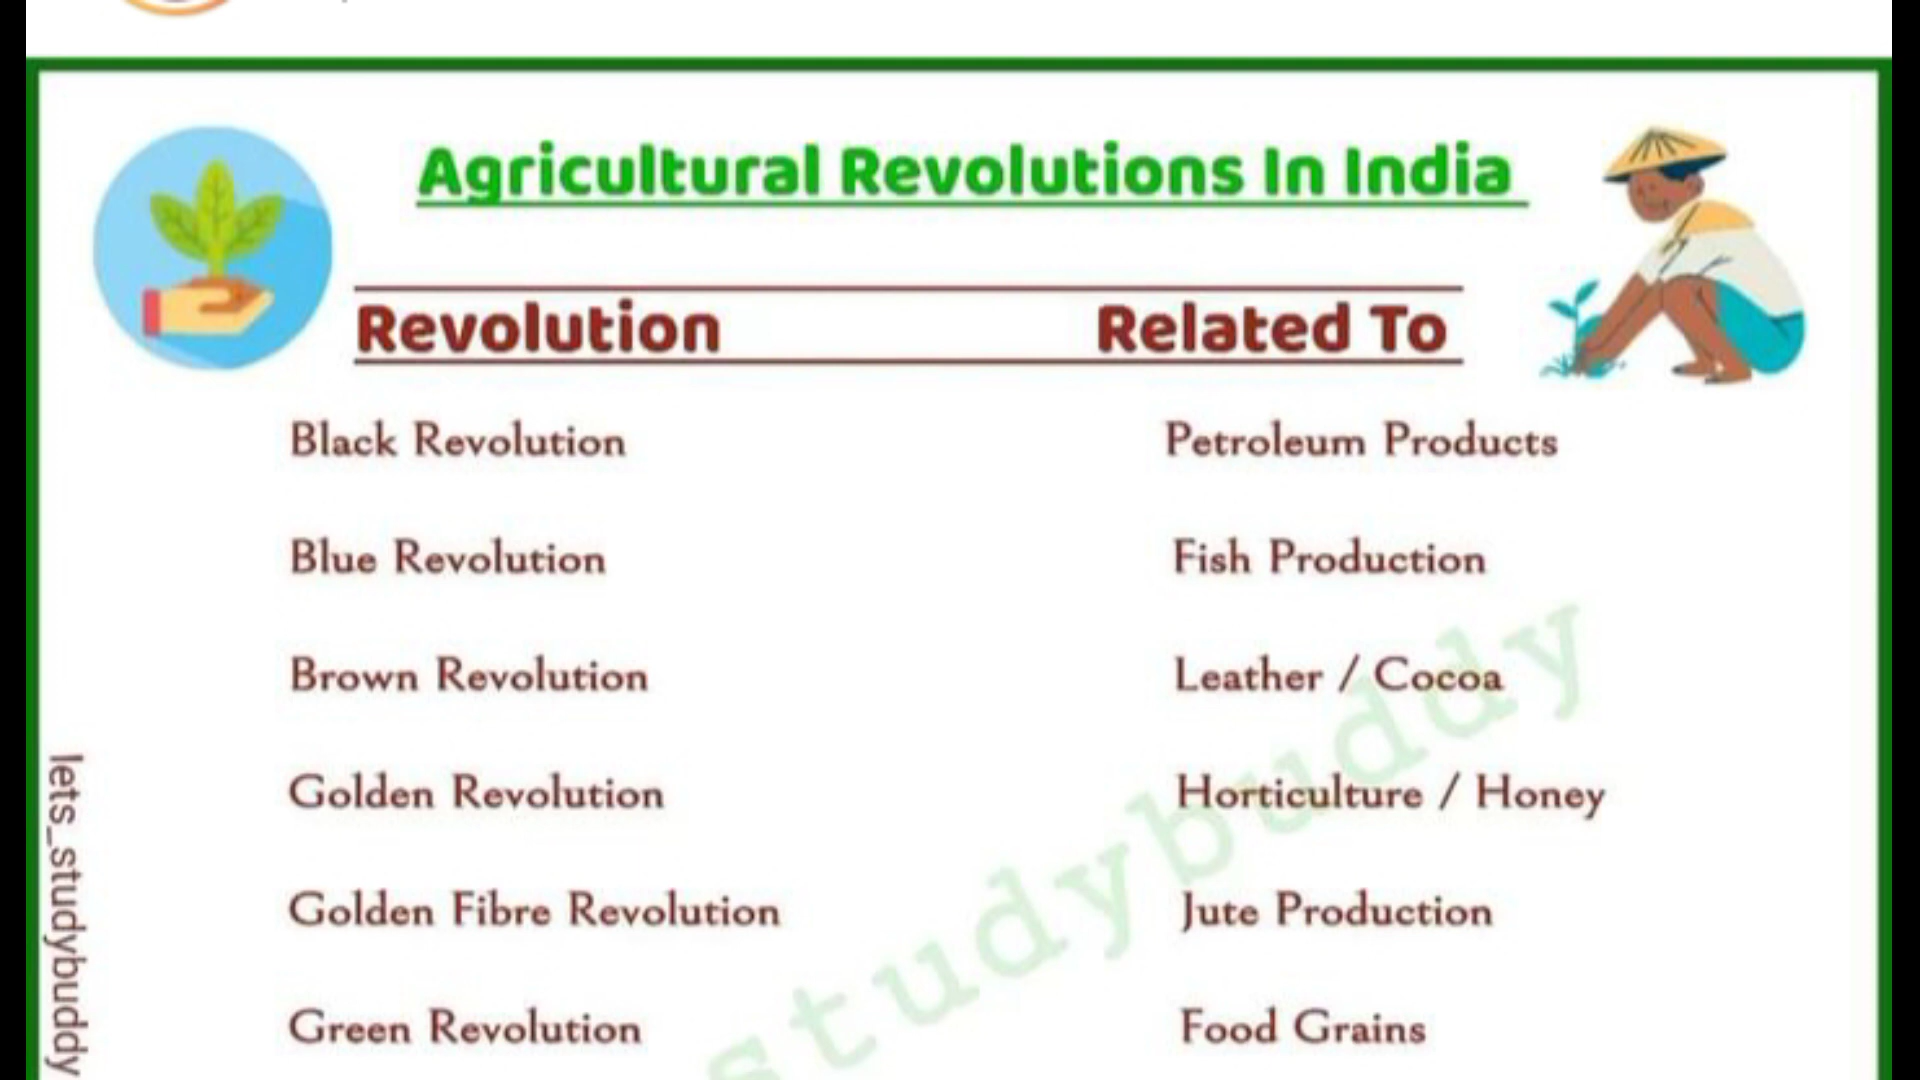 Agricultural Revolutions In India
Revolution Related To
Black Revolution Petroleum Products
Blue Revolution Fish Production
Brown Revolution Leather / Cocoa
Golden Revolution Horticulture / Honey
Golden Fibre Revolution Jute Production
Green Revolution Food Grains
lets_studybuddy
studybuddy